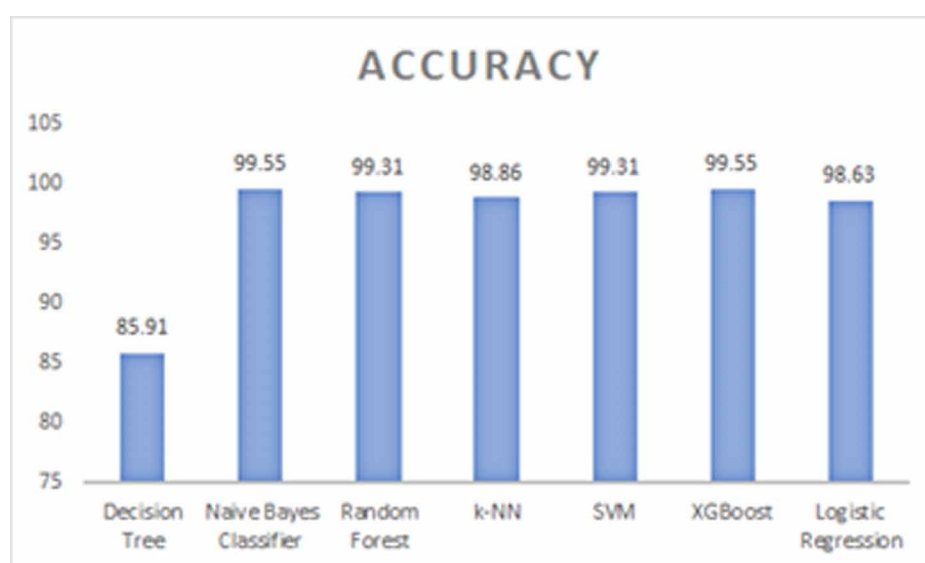 ACCURACY
105
100
95
90
85
80
75
85.91
99.55
99.31
98.86
99.31
99.55
98.63
Decision
Tree
Naive Bayes
Classifier
Random
Forest
k-NN
SVM
XGBoost
Logistic
Regression